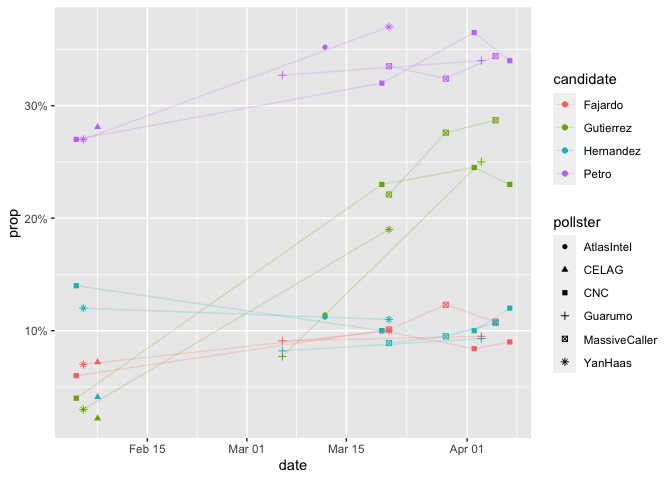 prop
30%
20%
10%
Feb 15
Mar 01
Mar 15
Apr 01
date
candidate
Fajardo
Gutierrez
Hernandez
Petro
pollster
AtlasIntel
CELAG
CNC
Guarumo
MassiveCaller
YanHaas